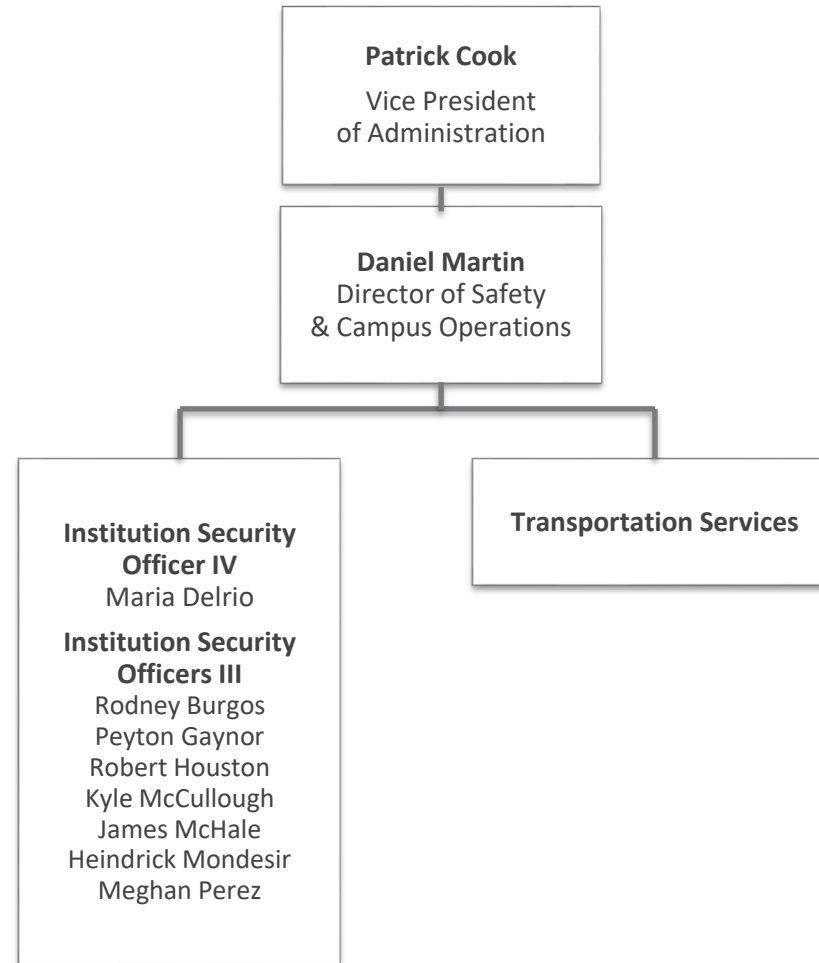 Patrick Cook
Vice President
of Administration
Daniel Martin
Director of Safety
& Campus Operations
Institution Security
Officer IV
Maria Delrio
Institution Security
Officers III
Rodney Burgos
Peyton Gaynor
Robert Houston
Kyle McCullough
James McHale
Heindrick Mondesir
Meghan Perez
Transportation Services